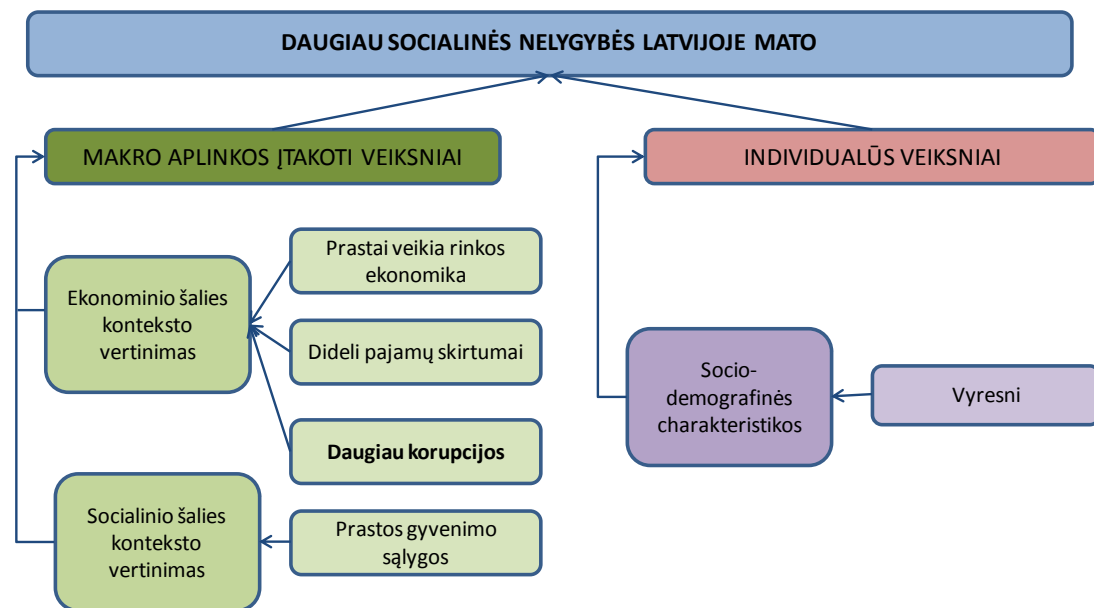 DAUGIAU SOCIALINĖS NELYGYBĖS LATVIJOJE MATO
MAKRO APLINKOS ĮTAKOTI VEIKSNIAI
INDIVIDUALŪS VEIKSNIAI
Prastai veikia rinkos
ekonomika
Ekonominio šalies
konteksto
vertinimas
Dideli pajamų skirtumai
Daugiau korupcijos
Socialinio šalies
konteksto
vertinimas
Prastos gyvenimo
sąlygos
Socio-
demografinės
charakteristikos
Vyresni